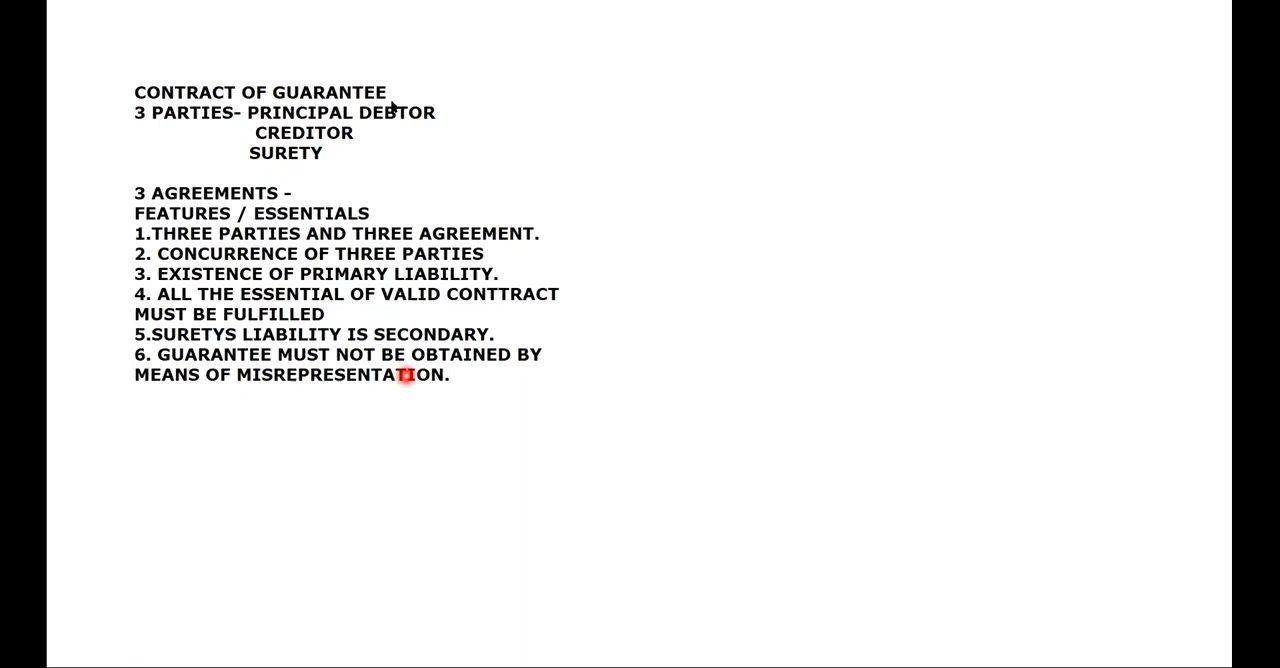 CONTRACT OF GUARANTEE
3 PARTIES- PRINCIPAL DEBTOR
CREDITOR
SURETY
3 AGREEMENTS -
FEATURES / ESSENTIALS
1.THREE PARTIES AND THREE AGREEMENT.
2. CONCURRENCE OF THREE PARTIES
3. EXISTENCE OF PRIMARY LIABILITY.
4. ALL THE ESSENTIAL OF VALID CONTTRACT
MUST BE FULFILLED
5.SURETYS LIABILITY IS SECONDARY.
6. GUARANTEE MUST NOT BE OBTAINED BY
MEANS OF MISREPRESENTATION.